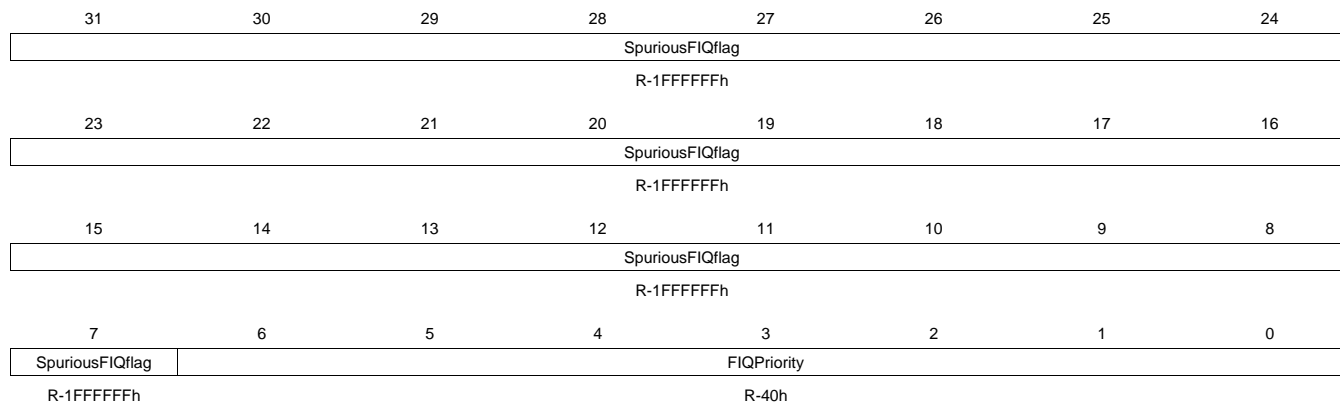 31 30 29 28 27 26 25 24
SpuriousFIQflag
R-1FFFFFFh
23 22 21 20 19 18 17 16
SpuriousFIQflag
R-1FFFFFFh
15 14 13 12 11 10 9 8
SpuriousFIQflag
R-1FFFFFFh
7 6 5 4 3 2 1 0
SpuriousFIQflag FIQPriority
R-1FFFFFFh R-40h